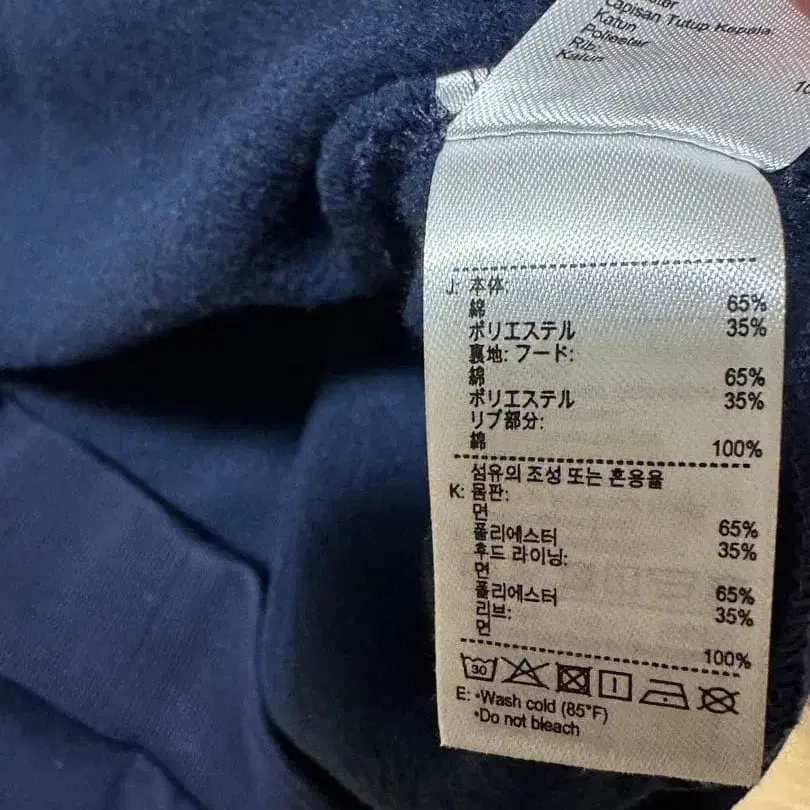 Lapisan Tutup Kepala:
Katun
Poliester
Rib:
Katun
10
J: 本体:
綿 65%
ポリエステル 35%
裏地: フード:
綿 65%
ポリエステル 35%
リブ部分:
綿 100%
섬유의 조성 또는 혼용율
K: 몸판:
면 65%
폴리에스터 35%
후드 라이닝:
면 65%
폴리에스터 35%
리브:
면 100%
30
E: •Wash cold (85°F)
•Do not bleach